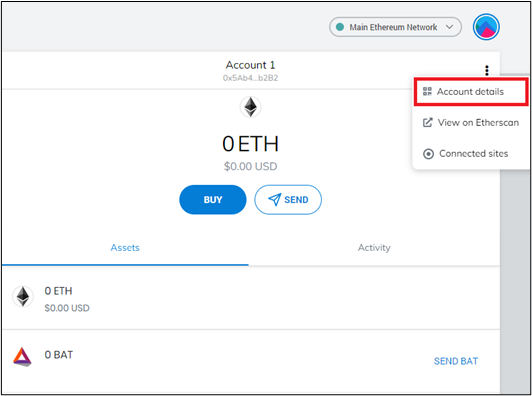 Main Ethereum Network
Account 1
0x5Ab4...b2B2
Account details
View on Etherscan
Connected sites
0 ETH
$0.00 USD
BUY
SEND
Assets
Activity
0 ETH
$0.00 USD
0 BAT
SEND BAT